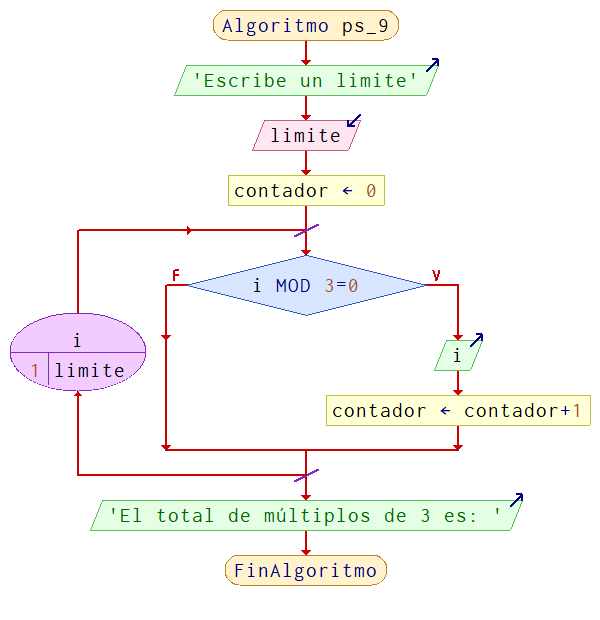 Algoritmo ps_9
'Escribe un limite'
limite
contador ← 0
F
V
i MOD 3=0
i
1 limite
i
contador ← contador+1
'El total de múltiplos de 3 es: '
FinAlgoritmo